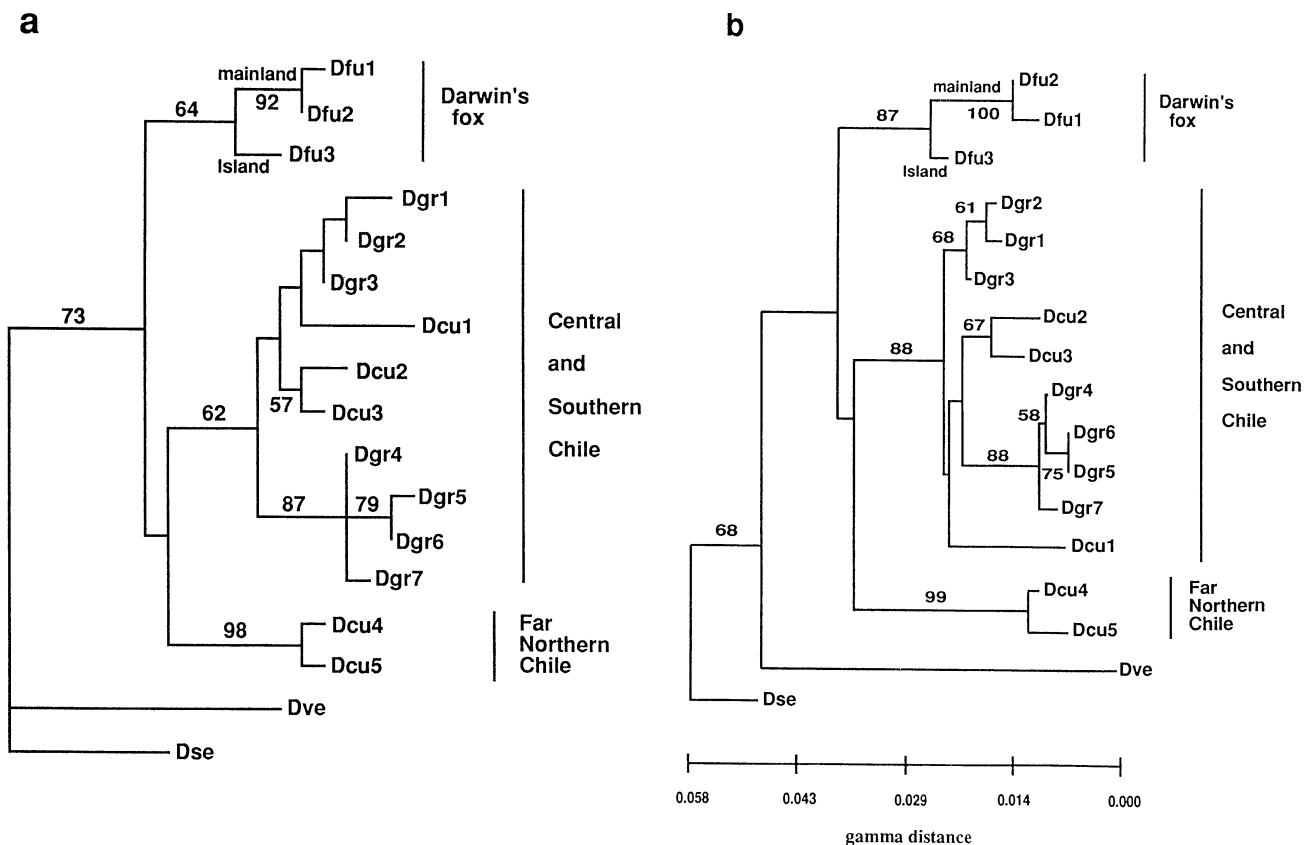 a
mainland
Dfu1
64
92
Dfu2
Island
Dfu3
Darwin's
fox
Dgr1
Dgr2
Dgr3
73
Dcu1
Dcu2
57
Dcu3
62
Dgr4
87
79
Dgr5
Dgr6
Dgr7
Central
and
Southern
Chile
98
Dcu4
Dcu5
Far
Northern
Chile
Dve
Dse
b
mainland
Dfu2
87
100
Dfu1
Island
Dfu3
Darwin's
fox
61
Dgr2
68
Dgr1
Dgr3
67
Dcu2
88
Dcu3
Dgr4
58
Dgr6
88
75
Dgr5
Dgr7
68
Dcu1
Central
and
Southern
Chile
99
Dcu4
Dcu5
Far
Northern
Chile
Dve
Dse
0.058
0.043
0.029
0.014
0.000
gamma distance